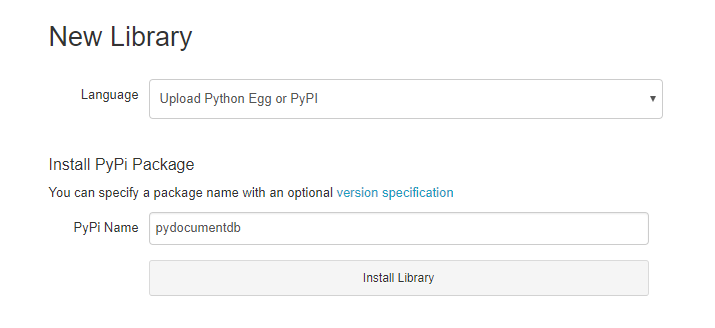 New Library
Language Upload Python Egg or PyPI
Install PyPi Package
You can specify a package name with an optional version specification
PyPi Name pydocumentdb
Install Library